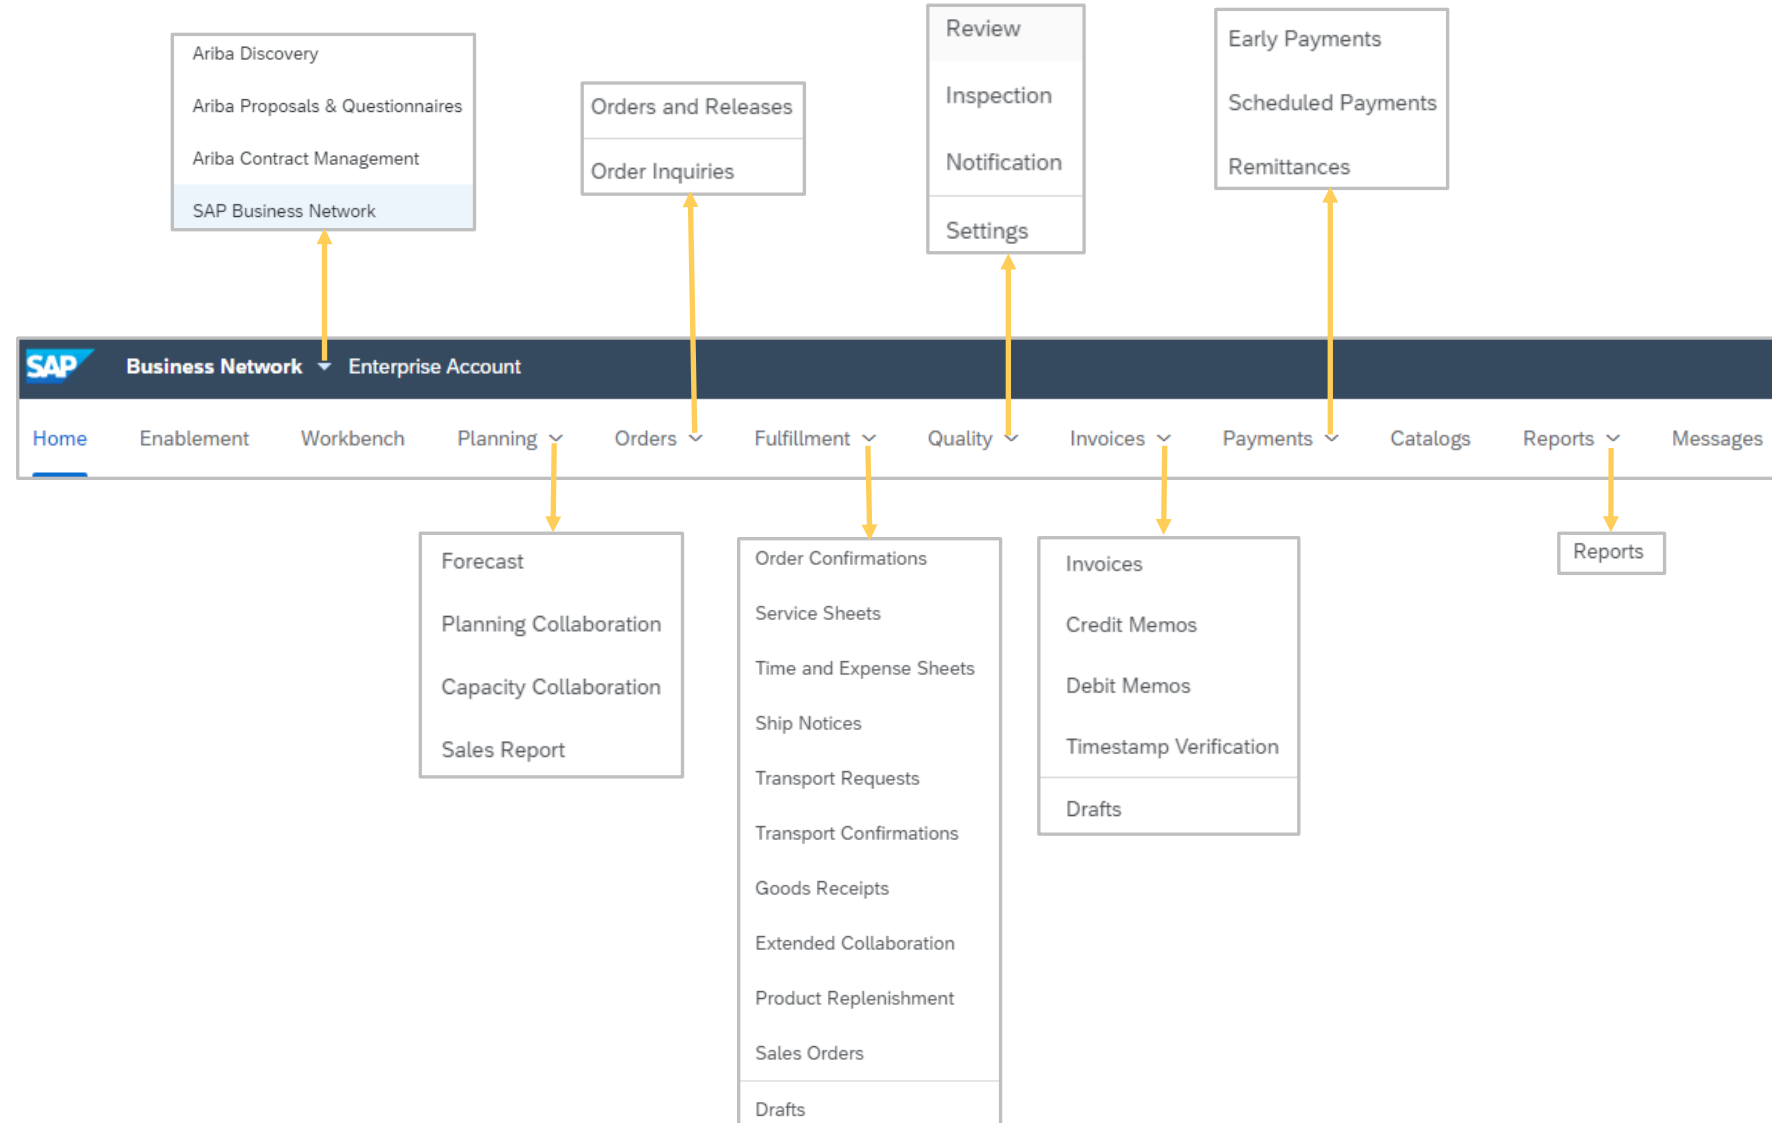 Ariba Discovery
Ariba Proposals & Questionnaires
Ariba Contract Management
SAP Business Network
Orders and Releases
Order Inquiries
Review
Inspection
Notification
Settings
Early Payments
Scheduled Payments
Remittances
SAP Business Network Enterprise Account
Home Enablement Workbench Planning Orders Fulfillment Quality Invoices Payments Catalogs Reports Messages
Forecast
Planning Collaboration
Capacity Collaboration
Sales Report
Order Confirmations
Service Sheets
Time and Expense Sheets
Ship Notices
Transport Requests
Transport Confirmations
Goods Receipts
Extended Collaboration
Product Replenishment
Sales Orders
Drafts
Invoices
Credit Memos
Debit Memos
Timestamp Verification
Drafts
Reports